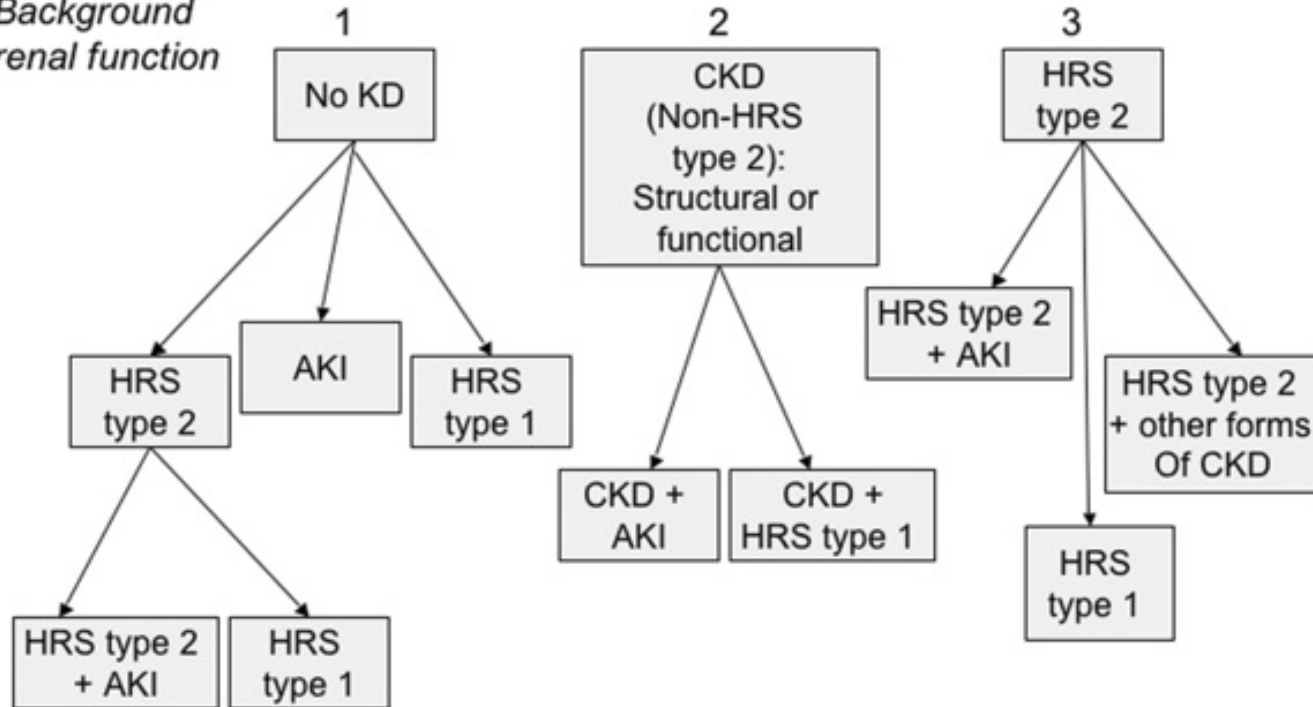 Background
renal function
1
2
3
No KD
CKD
(Non-HRS
type 2):
Structural or
functional
HRS
type 2
HRS type 2
+ AKI
AKI
HRS
type 2
HRS
type 1
HRS type 2
+ other forms
Of CKD
CKD +
AKI
CKD +
HRS type 1
HRS
type 1
HRS type 2
+ AKI
HRS
type 1